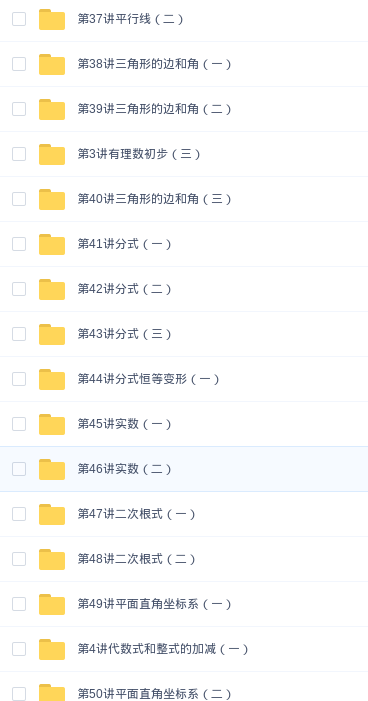 第37讲平行线（二）
第38讲三角形的边和角（一）
第39讲三角形的边和角（二）
第3讲有理数初步（三）
第40讲三角形的边和角（三）
第41讲分式（一）
第42讲分式（二）
第43讲分式（三）
第44讲分式恒等变形（一）
第45讲实数（一）
第46讲实数（二）
第47讲二次根式（一）
第48讲二次根式（二）
第49讲平面直角坐标系（一）
第4讲代数式和整式的加减（一）
第50讲平面直角坐标系（二）